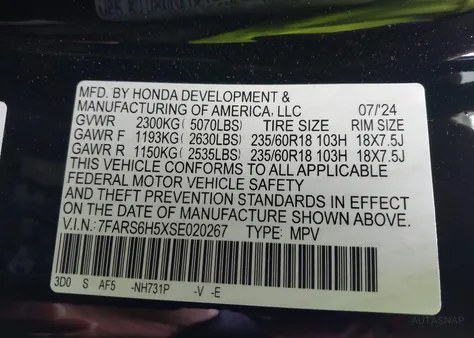 MFD. BY HONDA DEVELOPMENT &
MANUFACTURING OF AMERICA, LLC 07/'24
GVWR 2300KG( 5070LBS) TIRE SIZE RIM SIZE
GAWR F 1193KG( 2630LBS) 235/60R18 103H 18X7.5J
GAWR R 1150KG( 2535LBS) 235/60R18 103H 18X7.5J
THIS VEHICLE CONFORMS TO ALL APPLICABLE
FEDERAL MOTOR VEHICLE SAFETY
AND THEFT PREVENTION STANDARDS IN EFFECT
ON THE DATE OF MANUFACTURE SHOWN ABOVE.
V.I.N.: 7FARS6H5XSE020267 TYPE: MPV
3D0 S AF5 -NH731P -V -E
AUTASNAP